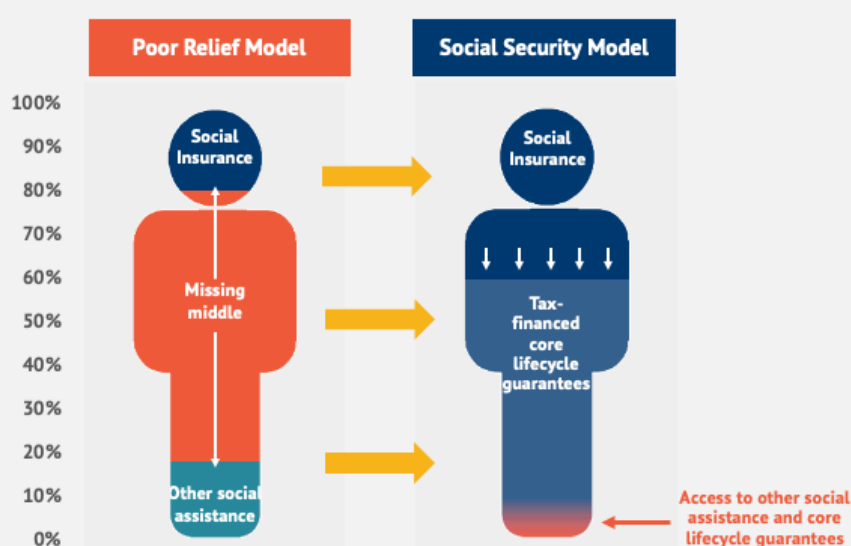 Poor Relief Model
Social Security Model
100%
90%
80%
70%
60%
50%
40%
30%
20%
10%
0%
Social
Insurance
Missing
middle
Other social
assistance
Social
Insurance
Tax-
financed
core
lifecycle
guarantees
Access to other social
assistance and core
lifecycle guarantees